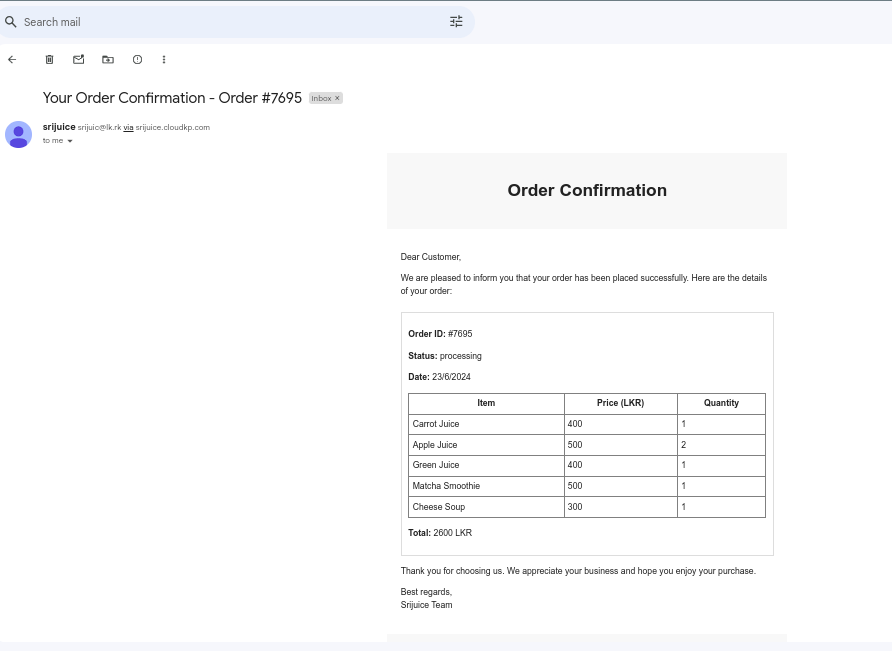 Search mail
Your Order Confirmation - Order #7695 Inbox ×
srijuice srijuic@lk.rk via srijuice.cloudkp.com
to me
Order Confirmation
Dear Customer,
We are pleased to inform you that your order has been placed successfully. Here are the details
of your order:
Order ID: #7695
Status: processing
Date: 23/6/2024
Item Price (LKR) Quantity
Carrot Juice 400 1
Apple Juice 500 2
Green Juice 400 1
Matcha Smoothie 500 1
Cheese Soup 300 1
Total: 2600 LKR
Thank you for choosing us. We appreciate your business and hope you enjoy your purchase.
Best regards,
Srijuice Team